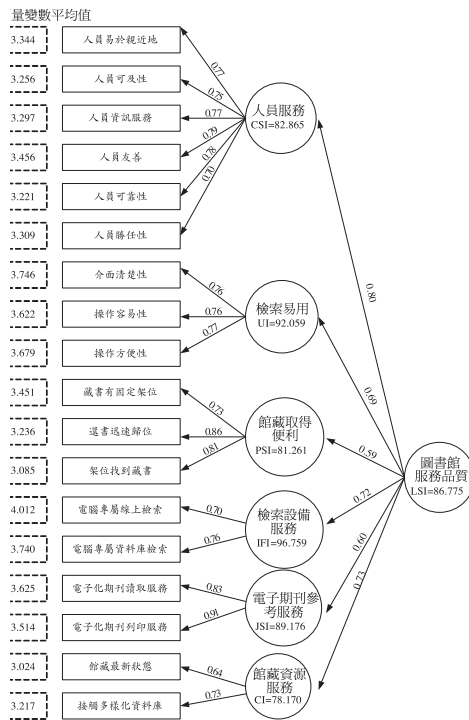 量變數平均值
3.344 人員易於親近地
3.256 人員可及性
3.297 人員資訊服務
3.456 人員友善
3.221 人員可靠性
3.309 人員勝任性
3.746 介面清楚性
3.622 操作容易性
3.679 操作方便性
3.451 藏書有固定架位
3.236 還書迅速歸位
3.085 架位找到藏書
4.012 電腦專屬線上檢索
3.740 電腦專屬資料庫檢索
3.625 電子化期刊讀取服務
3.514 電子化期刊列印服務
3.024 館藏最新狀態
3.217 接觸多樣化資料庫
0.77
0.75
0.77
0.79
0.78
0.70
0.76
0.76
0.77
0.73
0.86
0.81
0.70
0.76
0.83
0.91
0.64
0.73
人員服務
CSI=82.865
檢索易用
UI=92.059
館藏取得
便利
PSI=81.261
檢索設備
服務
IFI=96.759
電子期刊參
考服務
JSI=89.176
館藏資源
服務
CI=78.170
0.80
0.69
0.59
0.72
0.60
0.73
圖書館
服務品質
LSI=86.775